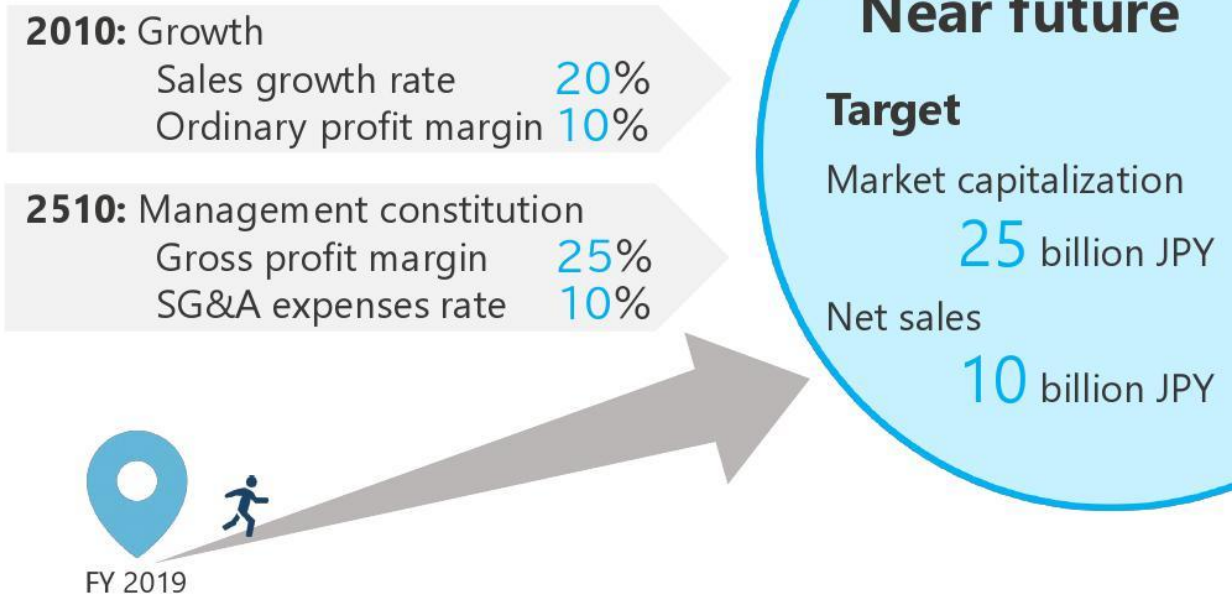 2010: Growth
Sales growth rate 20%
Ordinary profit margin 10%
2510: Management constitution
Gross profit margin 25%
SG&A expenses rate 10%
FY 2019
Near future
Target
Market capitalization
25 billion JPY
Net sales
10 billion JPY